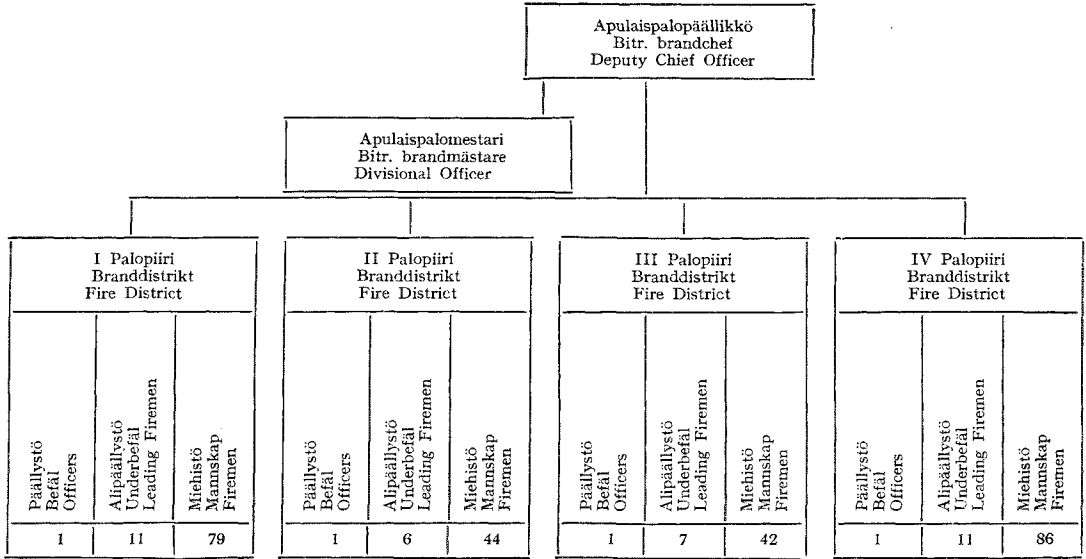 Apulaispalopäällikkö
Bitr. brandchef
Deputy Chief Officer
Apulaispalomestari
Bitr. brandmästare
Divisional Officer
I Palopiiri
Branddistrikt
Fire District
Päällystö
Befäl
Officers
Alipäällystö
Underbefäl
Leading Firemen
Miehistö
Mannskap
Firemen
1
11
79
II Palopiiri
Branddistrikt
Fire District
Päällystö
Befäl
Officers
Alipäällystö
Underbefäl
Leading Firemen
Miehistö
Mannskap
Firemen
1
6
44
III Palopiiri
Branddistrikt
Fire District
Päällystö
Befäl
Officers
Alipäällystö
Underbefäl
Leading Firemen
Miehistö
Mannskap
Firemen
1
7
42
IV Palopiiri
Branddistrikt
Fire District
Päällystö
Befäl
Officers
Alipäällystö
Underbefäl
Leading Firemen
Miehistö
Mannskap
Firemen
1
11
86